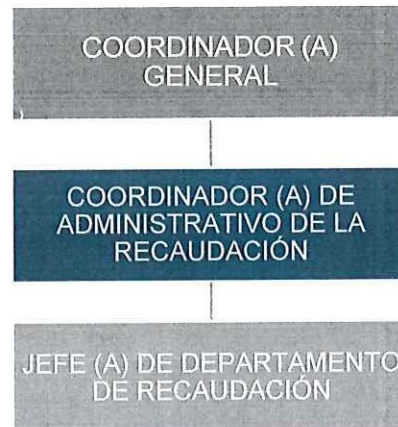 COORDINADOR (A)
GENERAL
COORDINADOR (A) DE
ADMINISTRATIVO DE LA
RECAUDACIÓN
JEFE (A) DE DEPARTAMENTO
DE RECAUDACIÓN